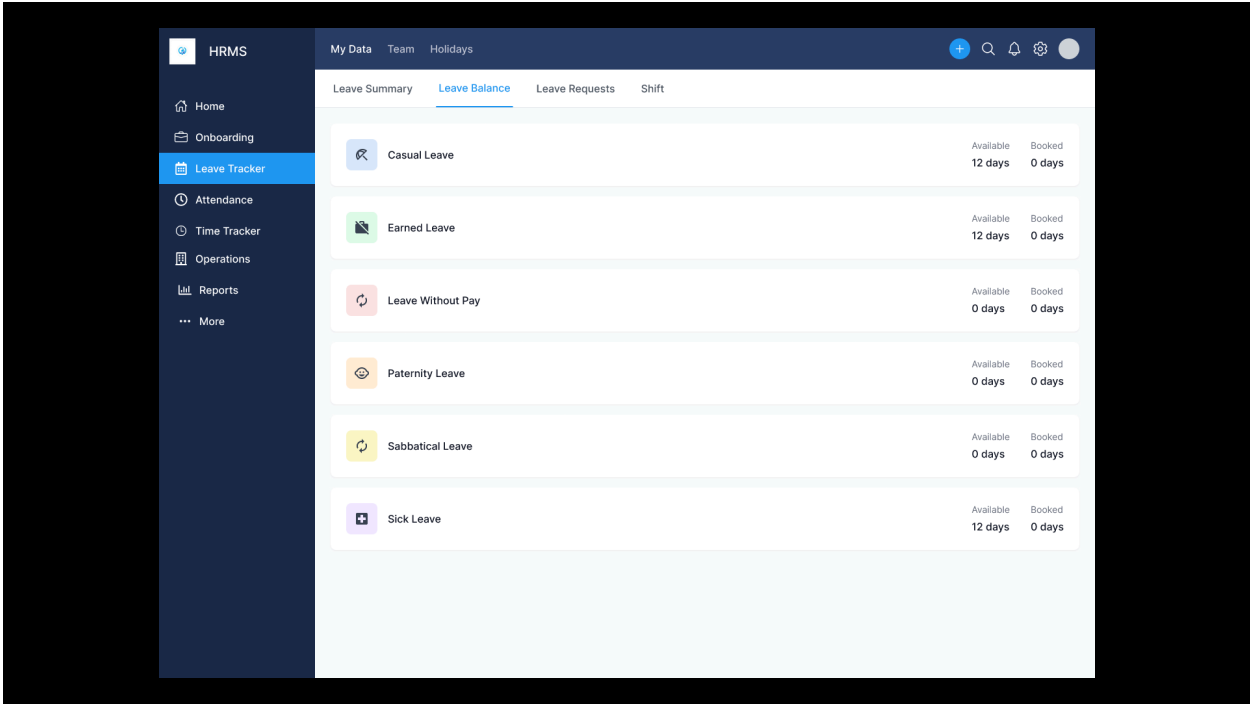 HRMS
My Data Team Holidays
Home
Onboarding
Leave Tracker
Attendance
Time Tracker
Operations
Reports
More
Leave Summary Leave Balance Leave Requests Shift
Casual Leave
Available Booked
12 days 0 days
Earned Leave
Available Booked
12 days 0 days
Leave Without Pay
Available Booked
0 days 0 days
Paternity Leave
Available Booked
0 days 0 days
Sabbatical Leave
Available Booked
0 days 0 days
Sick Leave
Available Booked
12 days 0 days